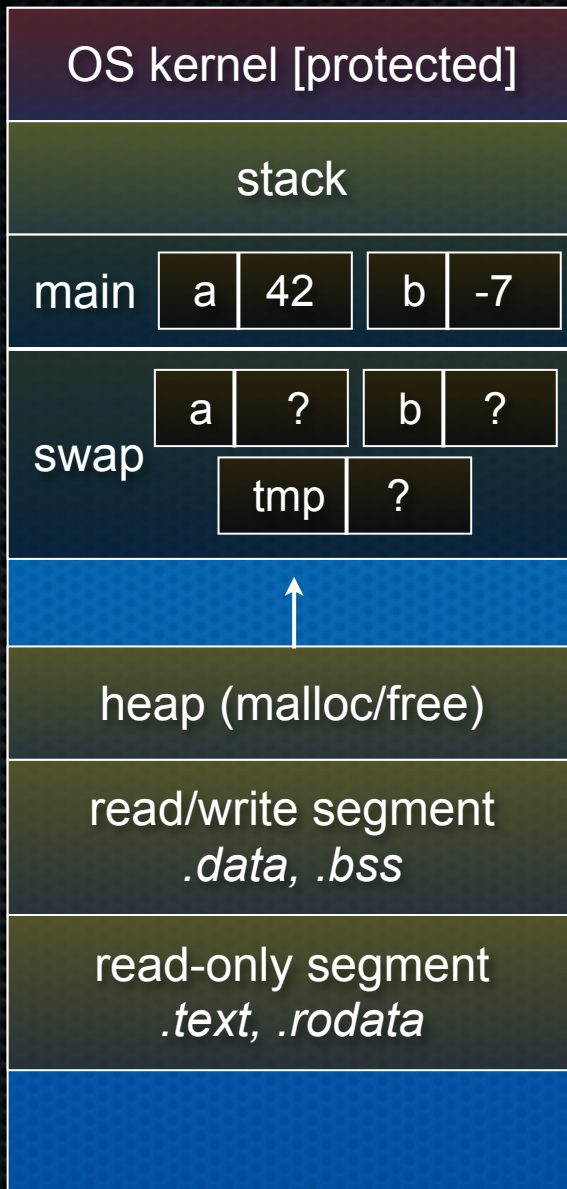 OS kernel [protected]
stack
main a 42 b -7
a ? b ?
swap
tmp ?
heap (malloc/free)
read/write segment
.data, .bss
read-only segment
.text, .rodata